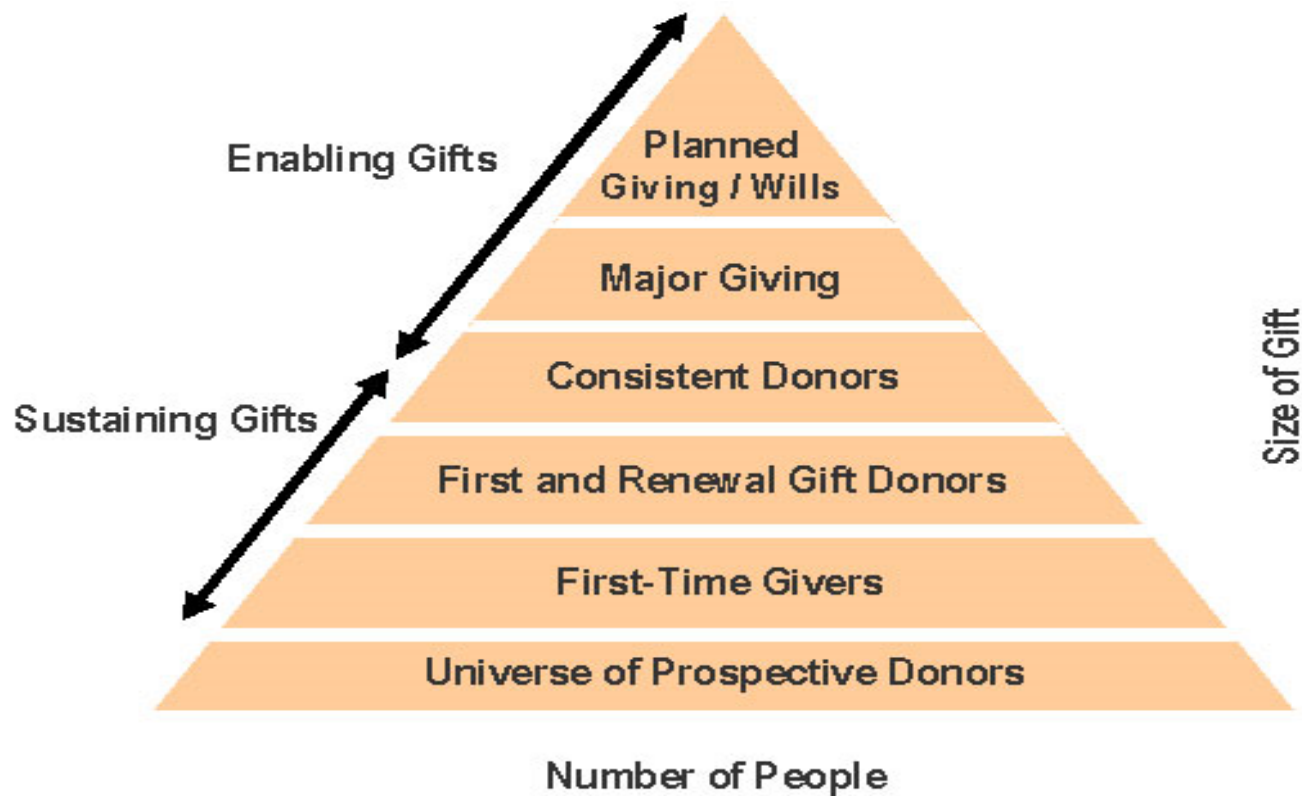 Planned
Giving / Wills
Enabling Gifts
Major Giving
Consistent Donors
Sustaining Gifts
First and Renewal Gift Donors
First-Time Givers
Universe of Prospective Donors
Size of Gift
Number of People